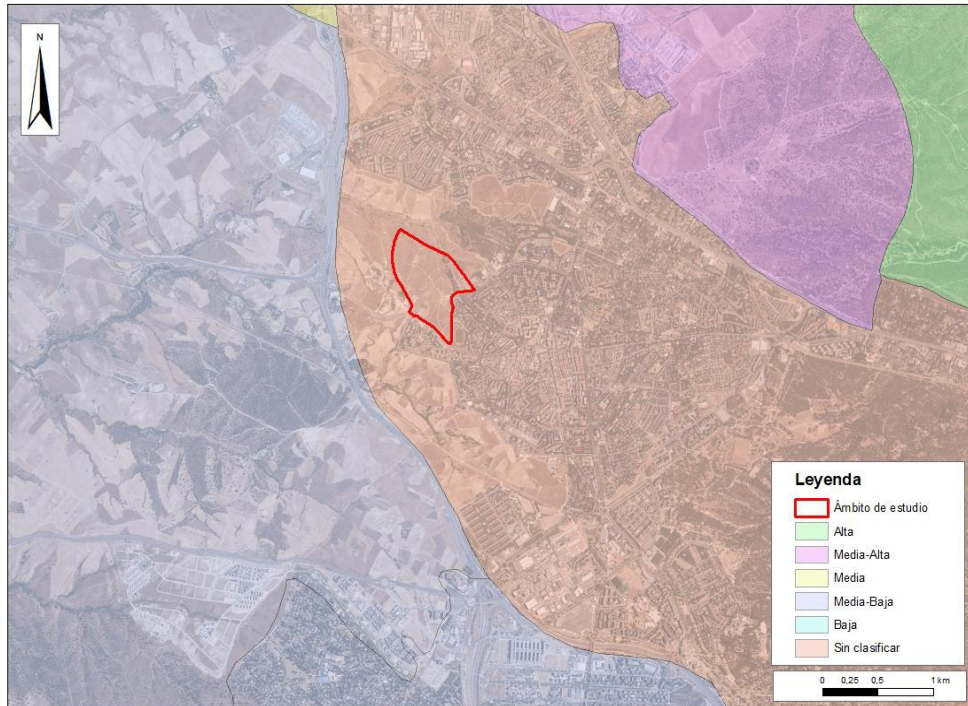 N
Leyenda
Ámbito de estudio
Alta
Media-Alta
Media
Media-Baja
Baja
Sin clasificar
0 0,25 0,5 1 km